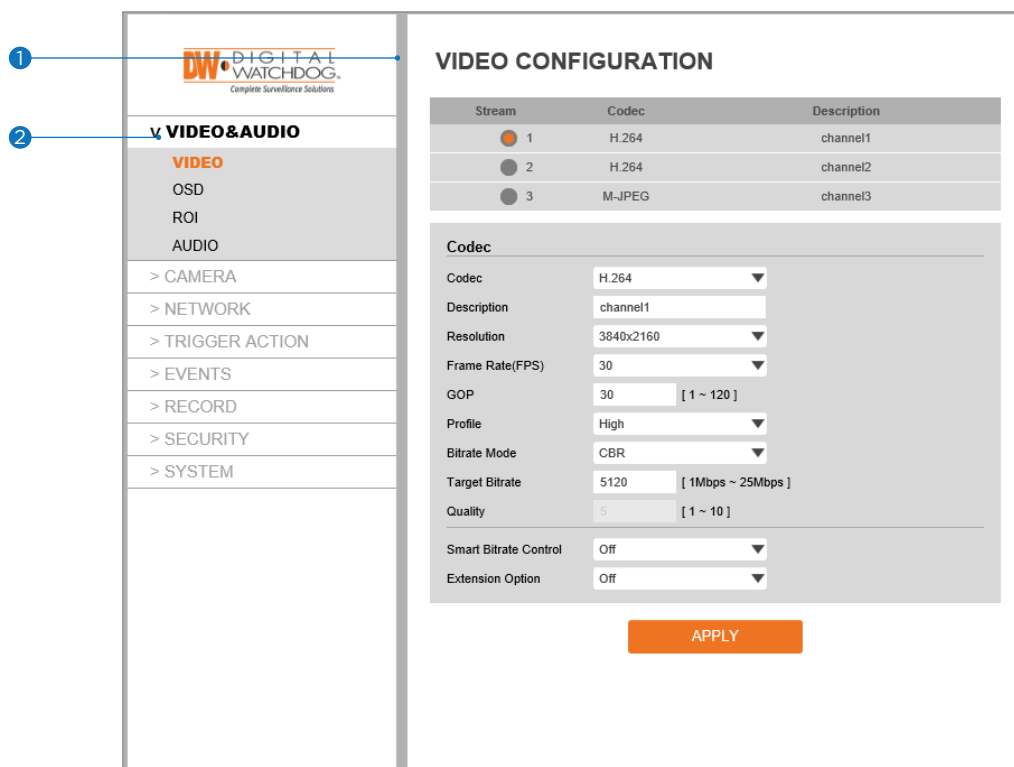 1
DW DIGITAL
WATCHDOG®
Complete Surveillance Solutions
2
v VIDEO&AUDIO
VIDEO
OSD
ROI
AUDIO
> CAMERA
> NETWORK
> TRIGGER ACTION
> EVENTS
> RECORD
> SECURITY
> SYSTEM
VIDEO CONFIGURATION
Stream Codec Description
1 H.264 channel1
2 H.264 channel2
3 M-JPEG channel3
Codec
Codec H.264
Description channel1
Resolution 3840x2160
Frame Rate(FPS) 30
GOP 30 [ 1 ~ 120 ]
Profile High
Bitrate Mode CBR
Target Bitrate 5120 [ 1Mbps ~ 25Mbps ]
Quality 5 [ 1 ~ 10 ]
Smart Bitrate Control Off
Extension Option Off
APPLY